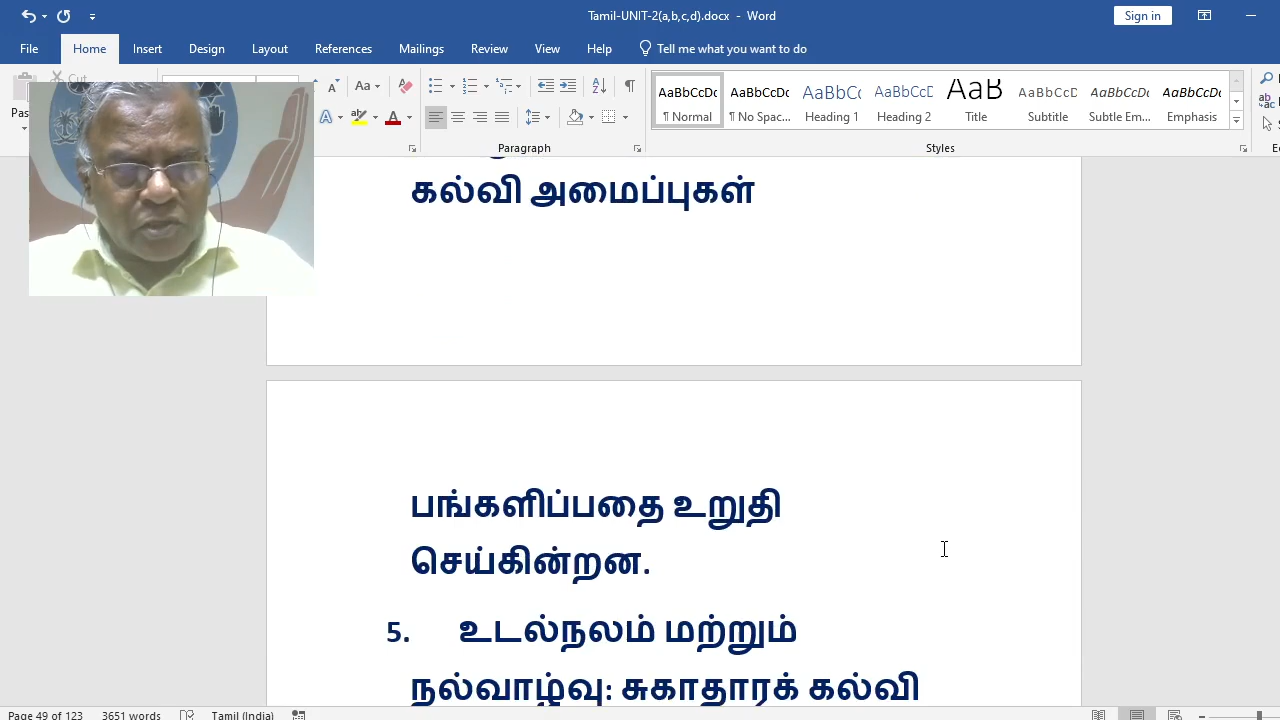 Tamil-UNIT-2(a,b,c,d).docx - Word
Sign in
File Home Insert Design Layout References Mailings Review View Help Tell me what you want to do
Cut
Aa
AaBbCcDc AaBbCcDc AaBbCc AaBbCcD AaB AaBbCcD AaBbCcDc AaBbCcDc
¶ Normal ¶ No Spac... Heading 1 Heading 2 Title Subtitle Subtle Em... Emphasis
Paragraph Styles
கல்வி அமைப்புகள்
பங்களிப்பதை உறுதி
செய்கின்றன.
5. உடல்நலம் மற்றும்
நல்வாழ்வு: சுகாதாரக் கல்வி
Page 49 of 123 3651 words Tamil (India)